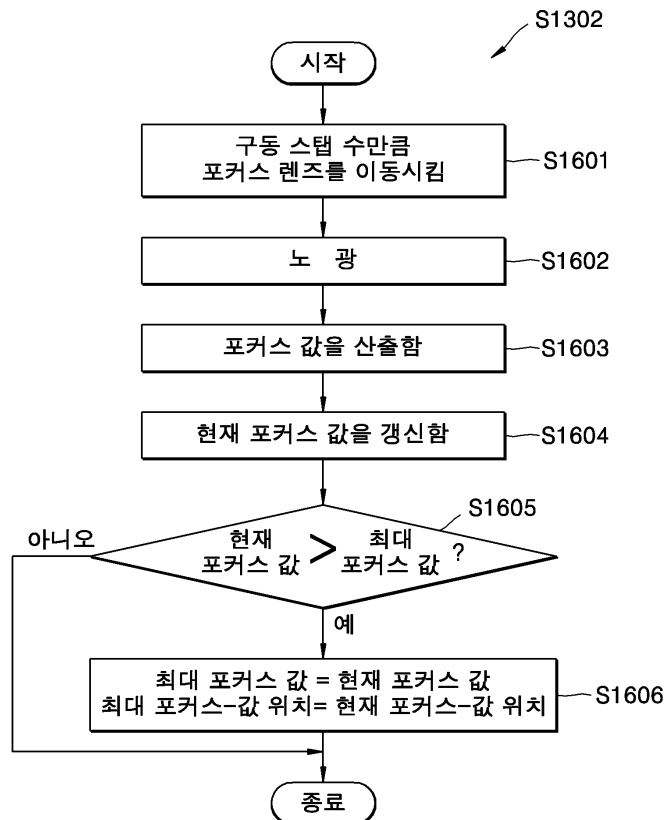 S1302
시작
구동 스탭 수만큼
포커스 렌즈를 이동시킴
S1601
노 광
S1602
포커스 값을 산출함
S1603
현재 포커스 값을 갱신함
S1604
S1605
아니오
현재
포커스 값
>
최대
포커스 값
?
예
최대 포커스 값 = 현재 포커스 값
최대 포커스-값 위치= 현재 포커스-값 위치
S1606
종료